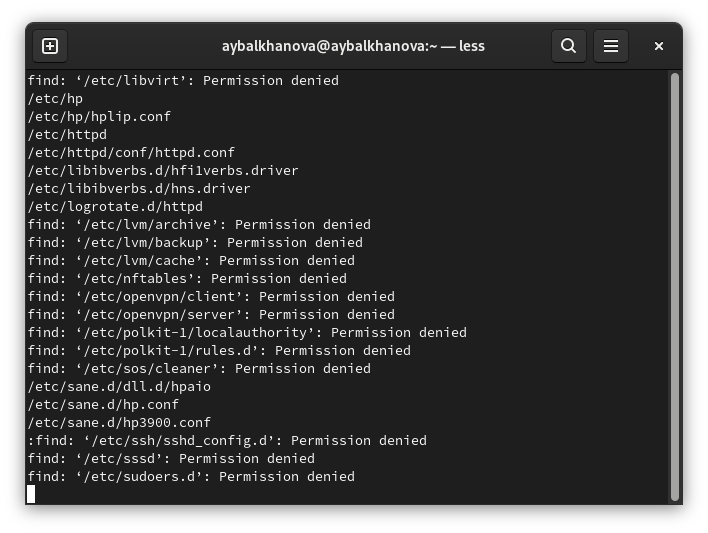 aybalkhanova@aybalkhanova:~ — less
find: ‘/etc/libvirt’: Permission denied
/etc/hp
/etc/hp/hplip.conf
/etc/httpd
/etc/httpd/conf/httpd.conf
/etc/libibverbs.d/hfi1verbs.driver
/etc/libibverbs.d/hns.driver
/etc/logrotate.d/httpd
find: ‘/etc/lvm/archive’: Permission denied
find: ‘/etc/lvm/backup’: Permission denied
find: ‘/etc/lvm/cache’: Permission denied
find: ‘/etc/nftables’: Permission denied
find: ‘/etc/openvpn/client’: Permission denied
find: ‘/etc/openvpn/server’: Permission denied
find: ‘/etc/polkit-1/localauthority’: Permission denied
find: ‘/etc/polkit-1/rules.d’: Permission denied
find: ‘/etc/sos/cleaner’: Permission denied
/etc/sane.d/dll.d/hpaio
/etc/sane.d/hp.conf
/etc/sane.d/hp3900.conf
:find: ‘/etc/ssh/sshd_config.d’: Permission denied
find: ‘/etc/sssd’: Permission denied
find: ‘/etc/sudoers.d’: Permission denied